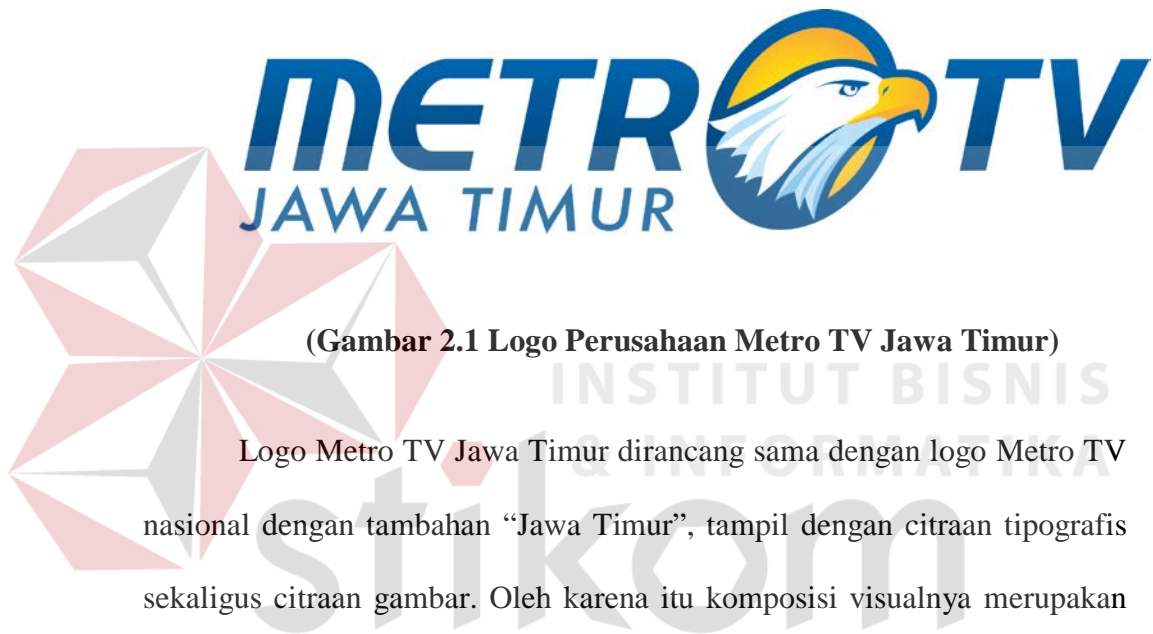 METRO TV
JAWA TIMUR
(Gambar 2.1 Logo Perusahaan Metro TV Jawa Timur)
INSTITUT BISNIS
& INFORMATIKA
stikom
Logo Metro TV Jawa Timur dirancang sama dengan logo Metro TV
nasional dengan tambahan “Jawa Timur”, tampil dengan citraan tipografis
sekaligus citraan gambar. Oleh karena itu komposisi visualnya merupakan